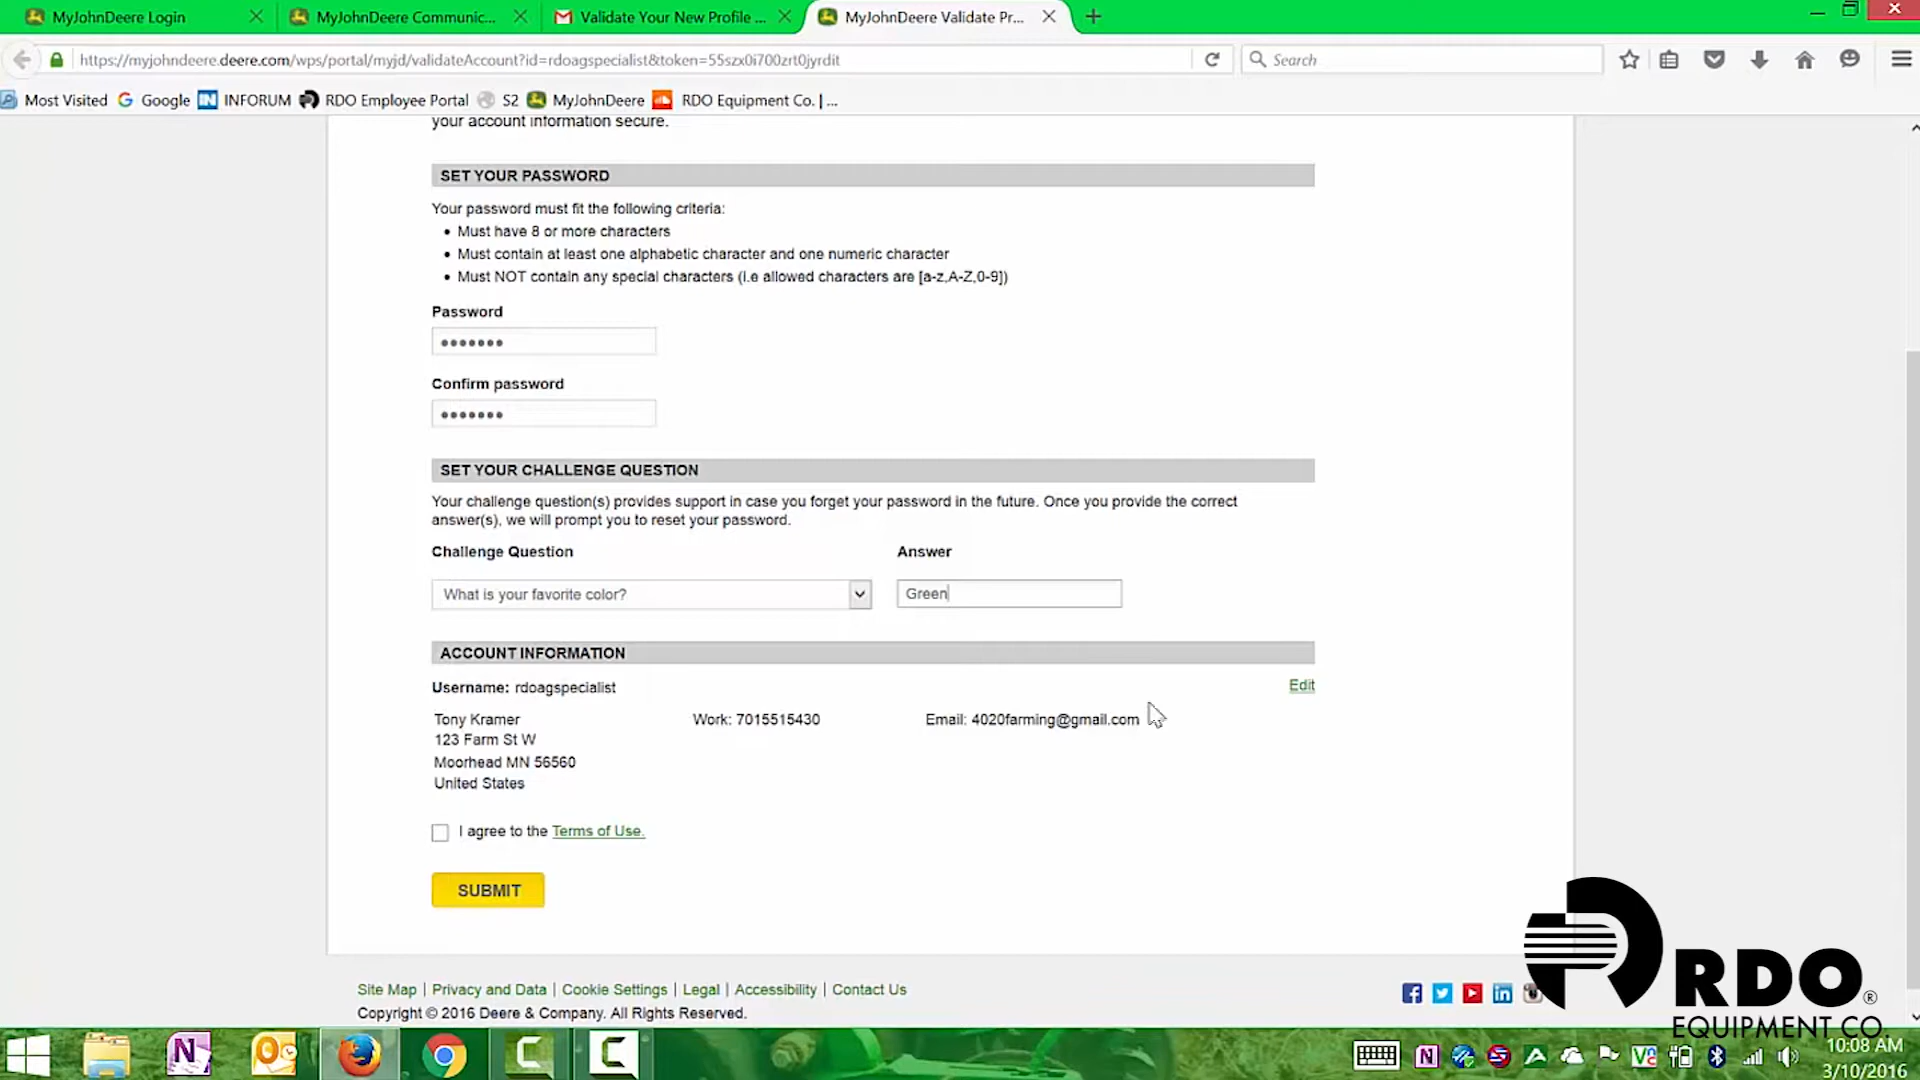 MyJohnDeere Login
MyJohnDeere Communic...
Validate Your New Profile ...
MyJohnDeere Validate Pr...
https://myjohndeere.deere.com/wps/portal/myjd/validateAccount?id=rdoagspecialist&token=55szx0i700zrt0jyrdit
Search
Most Visited
Google
INFORUM
RDO Employee Portal
S2
MyJohnDeere
RDO Equipment Co. | ...
your account information secure.
SET YOUR PASSWORD
Your password must fit the following criteria:
• Must have 8 or more characters
• Must contain at least one alphabetic character and one numeric character
• Must NOT contain any special characters (i.e allowed characters are [a-z,A-Z,0-9])
Password
•••••••
Confirm password
•••••••
SET YOUR CHALLENGE QUESTION
Your challenge question(s) provides support in case you forget your password in the future. Once you provide the correct
answer(s), we will prompt you to reset your password.
Challenge Question
Answer
What is your favorite color?
Green
ACCOUNT INFORMATION
Username: rdoagspecialist
Edit
Tony Kramer
Work: 7015515430
Email: 4020farming@gmail.com
123 Farm St W
Moorhead MN 56560
United States
I agree to the Terms of Use.
SUBMIT
Site Map | Privacy and Data | Cookie Settings | Legal | Accessibility | Contact Us
Copyright © 2016 Deere & Company. All Rights Reserved.
RDO®
EQUIPMENT CO.
10:08 AM
3/10/2016